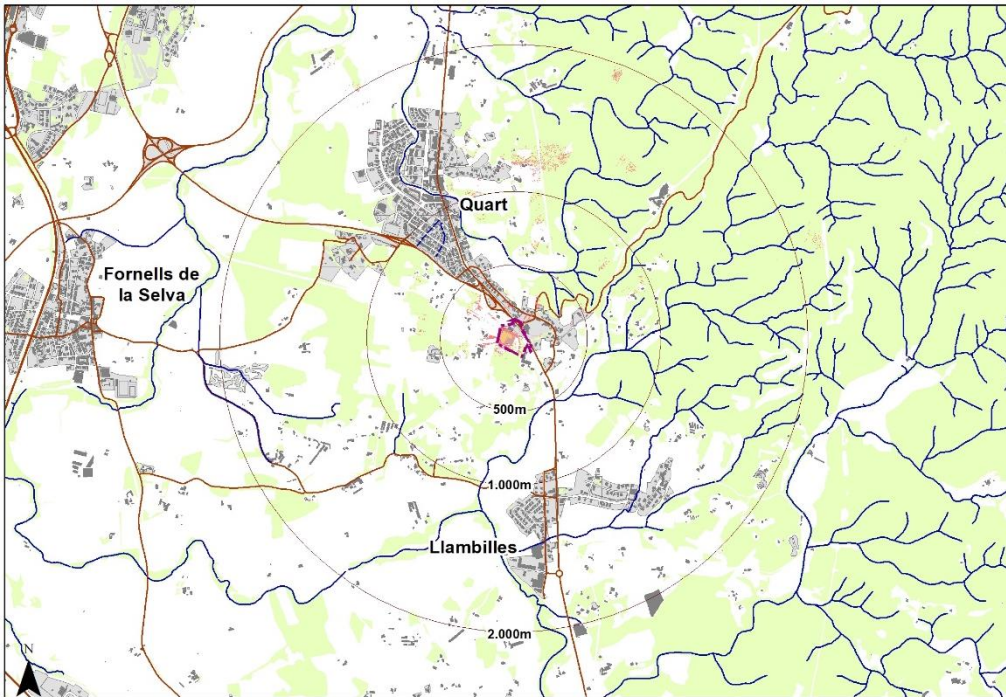 Quart
Fornells de
la Selva
500m
1.000m
Llambilles
2.000m
N